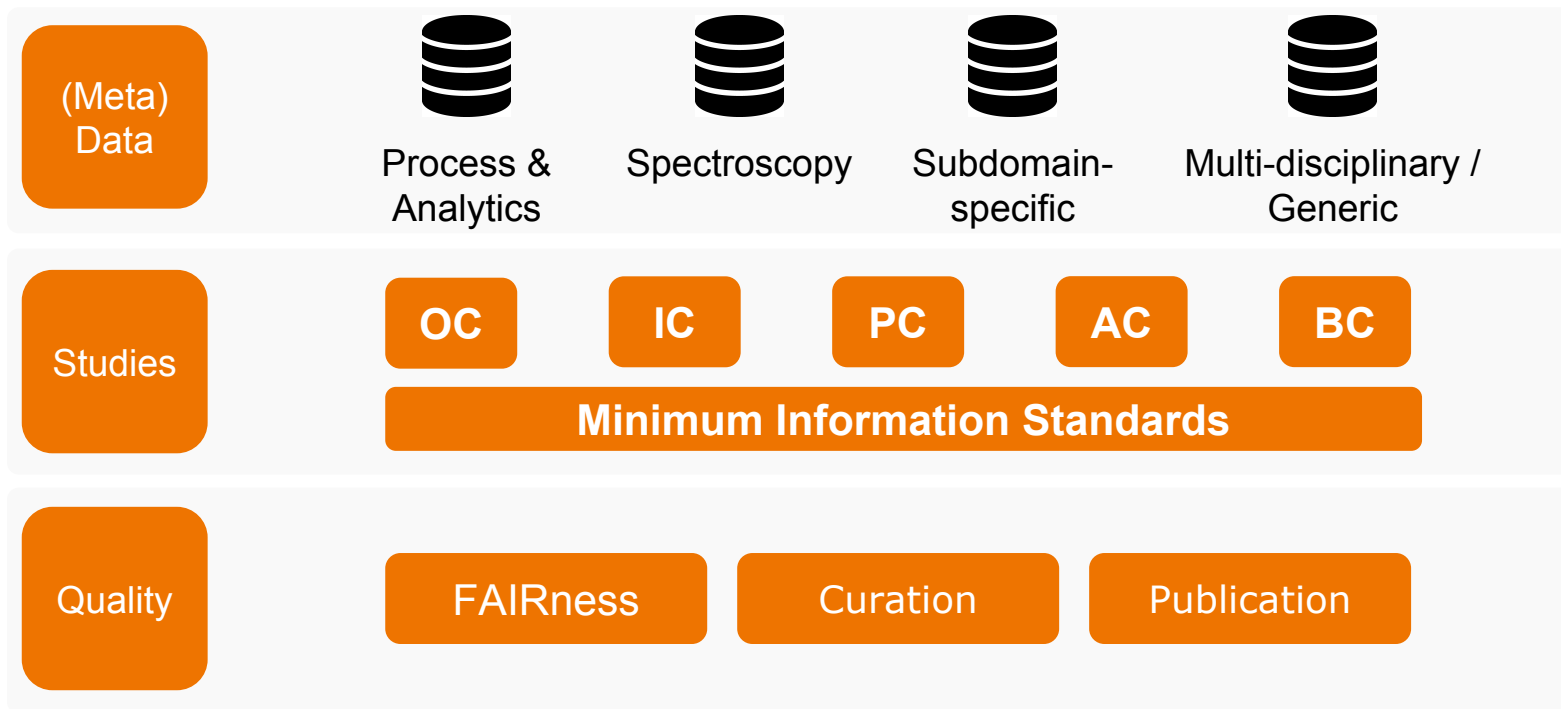 (Meta)
Data
Process &
Analytics
Spectroscopy
Subdomain-
specific
Multi-disciplinary /
Generic
Studies
OC
IC
PC
AC
BC
Minimum Information Standards
Quality
FAIRness
Curation
Publication